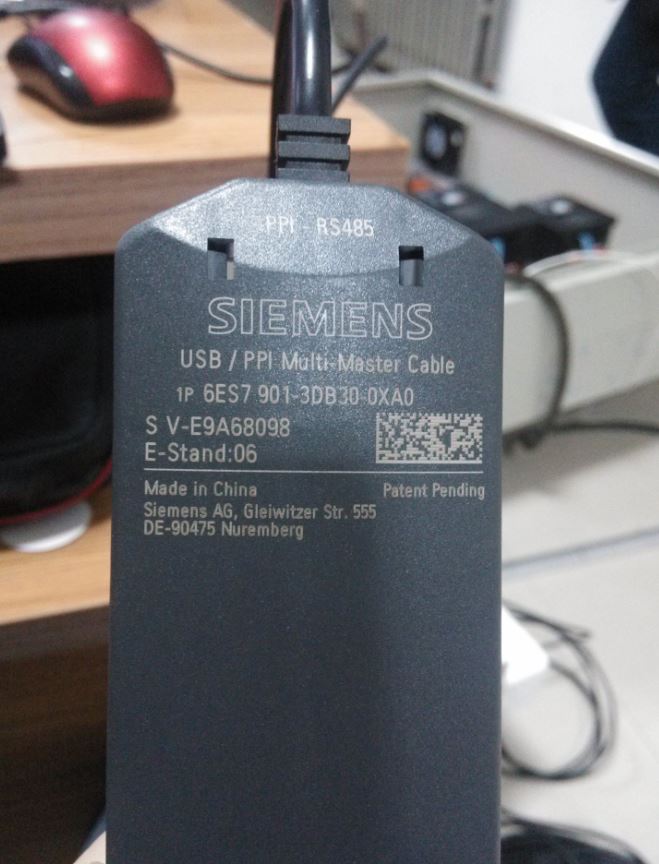 PPI - RS485
SIEMENS
USB / PPI Multi-Master Cable
1P 6ES7 901-3DB30-0XA0
S V-E9A68098
E-Stand:06
Made in China
Patent Pending
Siemens AG, Gleiwitzer Str. 555
DE-90475 Nuremberg